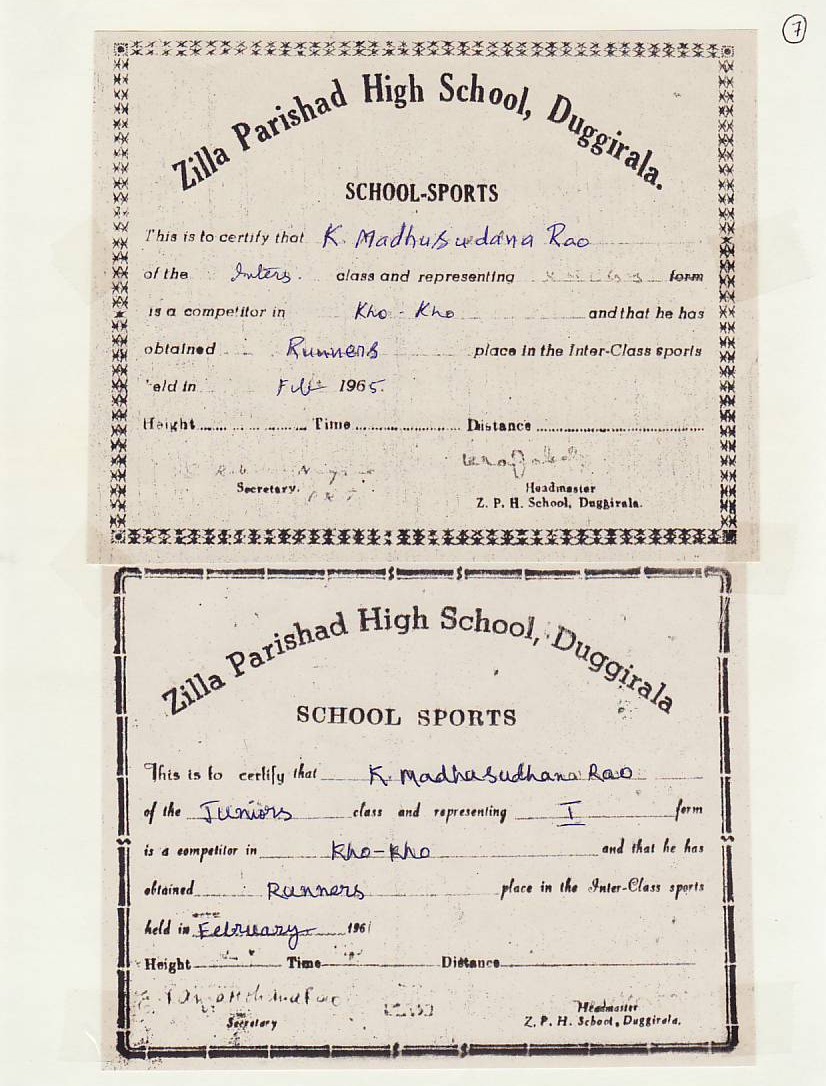 7
Zilla Parishad High School, Duggirala.
SCHOOL-SPORTS
This is to certify that K. Madhusudana Rao
of the Inters. class and representing form
is a competitor in Kho - Kho and that he has
obtained Runners place in the Inter-Class sports
held in Feb 1965.
Height Time Distance
Secretary. Headmaster
Z. P. H. School, Duggirala.
Zilla Parishad High School, Duggirala
SCHOOL SPORTS
This is to certify that K. Madhasudhana Rao
of the Juniors class and representing I form
is a competitor in Kho-Kho and that he has
obtained Runners place in the Inter-Class sports
held in February 1961
Height Time Distance
Secretary Headmaster
Z. P. H. School, Duggirala.